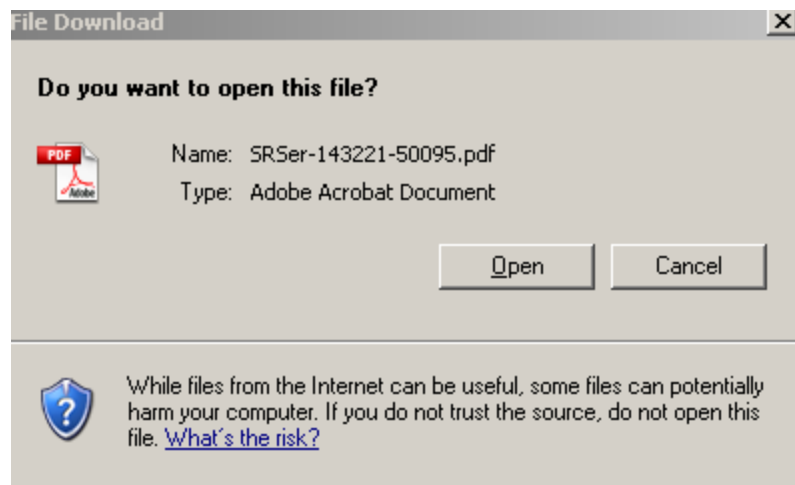 File Download
Do you want to open this file?
PDF
Adobe
Name: SRSer-143221-50095.pdf
Type: Adobe Acrobat Document
Open
Cancel
While files from the Internet can be useful, some files can potentially
harm your computer. If you do not trust the source, do not open this
file. What's the risk?